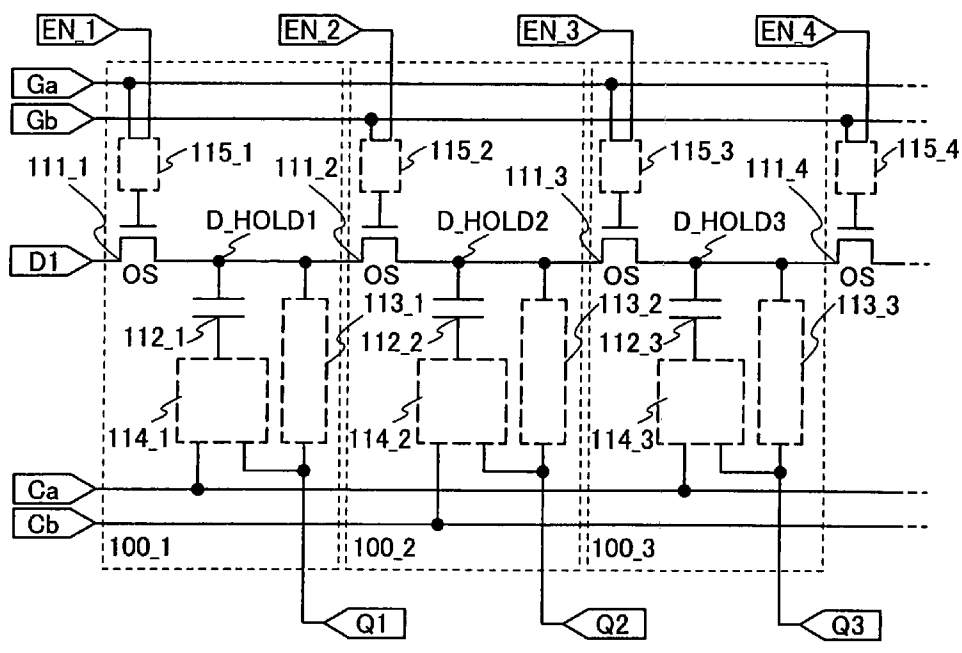 EN_1
EN_2
EN_3
EN_4
Ga
Gb
115_1
115_2
115_3
115_4
111_1
111_2
111_3
111_4
D_HOLD1
D_HOLD2
D_HOLD3
D1
OS
OS
OS
OS
113_1
113_2
113_3
112_1
112_2
112_3
114_1
114_2
114_3
Ca
Cb
100_1
100_2
100_3
Q1
Q2
Q3